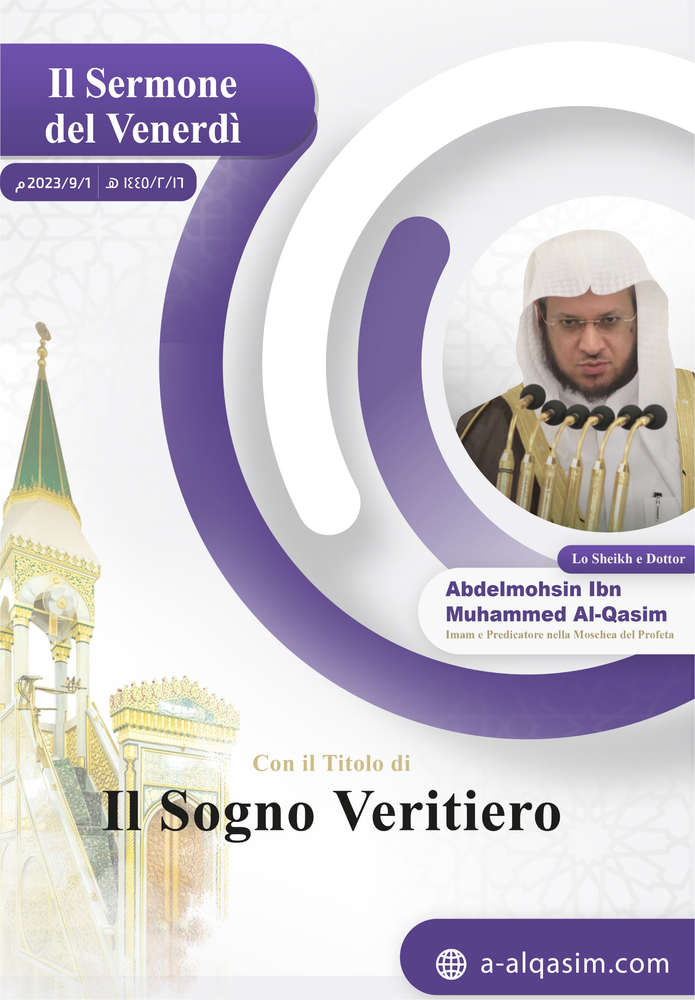 Il Sermone
del Venerdì
١٤٤٥/٢/١٦ هـ
2023/9/1 م
Lo Sheikh e Dottor
Abdelmohsin Ibn
Muhammed Al-Qasim
Imam e Predicatore nella Moschea del Profeta
Con il Titolo di
Il Sogno Veritiero
a-alqasim.com